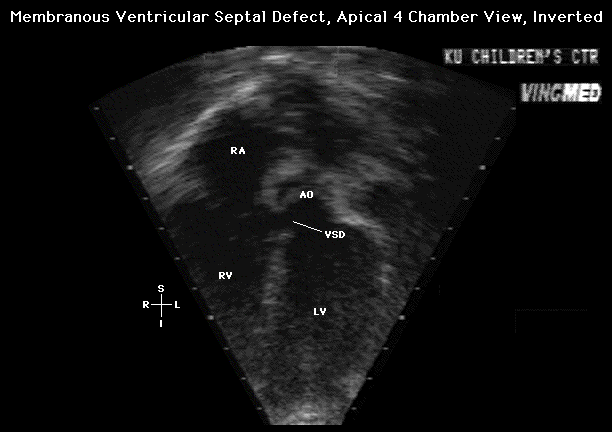 Membranous Ventricular Septal Defect, Apical 4 Chamber View, Inverted
KU CHILDREN'S CTR
VINGMED
RA
AO
VSD
RV
S
R L
I
LV